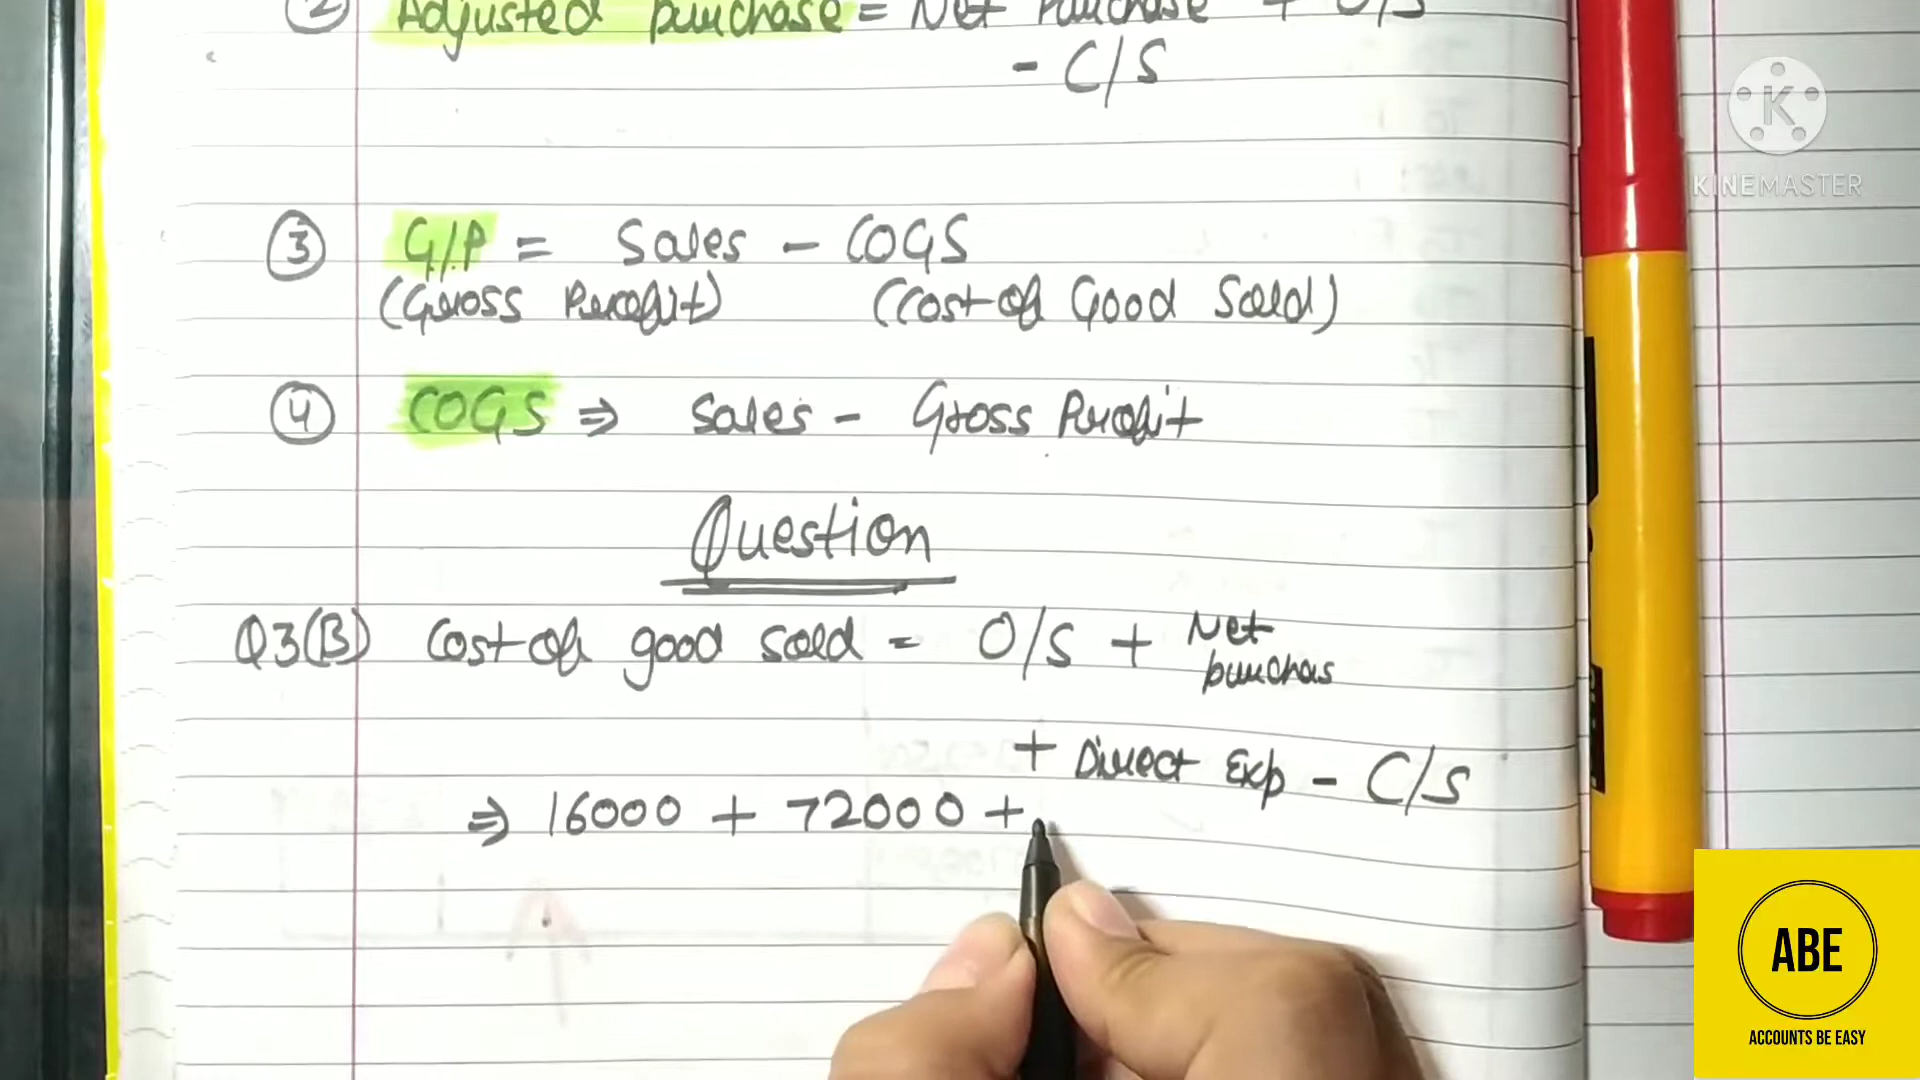 ② Adjusted purchase = Net Purchase + O/S
- C/S
③ G/P = Sales - COGS
(Gross Profit) (Cost of Good Sold)
④ COGS ⇒ Sales - Gross Profit
Question
Q3(B) Cost of good sold = O/S + Net
purchas
+ Direct Exp - C/S
⇒ 16000 + 72000 +
KINEMASTER
ABE
ACCOUNTS BE EASY